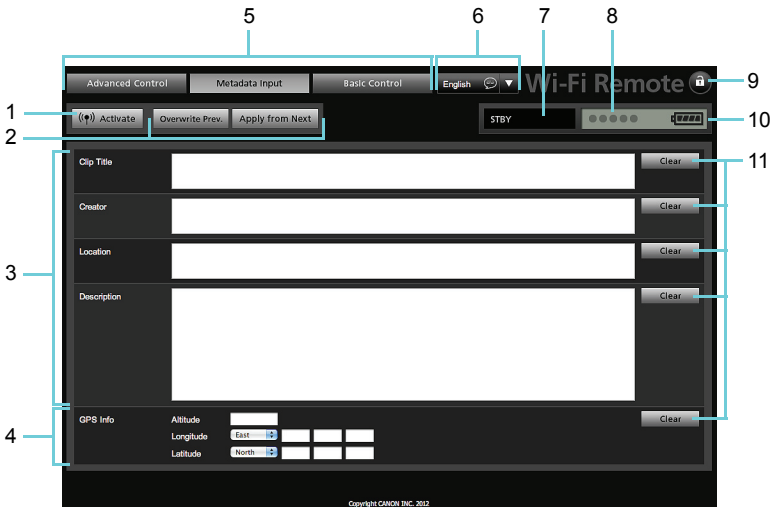 5 6 7 8
Advanced Control Metadata Input Basic Control English Wi-Fi Remote 9
1 Activate Overwrite Prev. Apply from Next STBY 10
2
Clip Title Clear 11
Creator Clear
3
Location Clear
Description Clear
4
GPS Info Altitude Clear
Longitude East
Latitude North
Copyright CANON INC. 2012